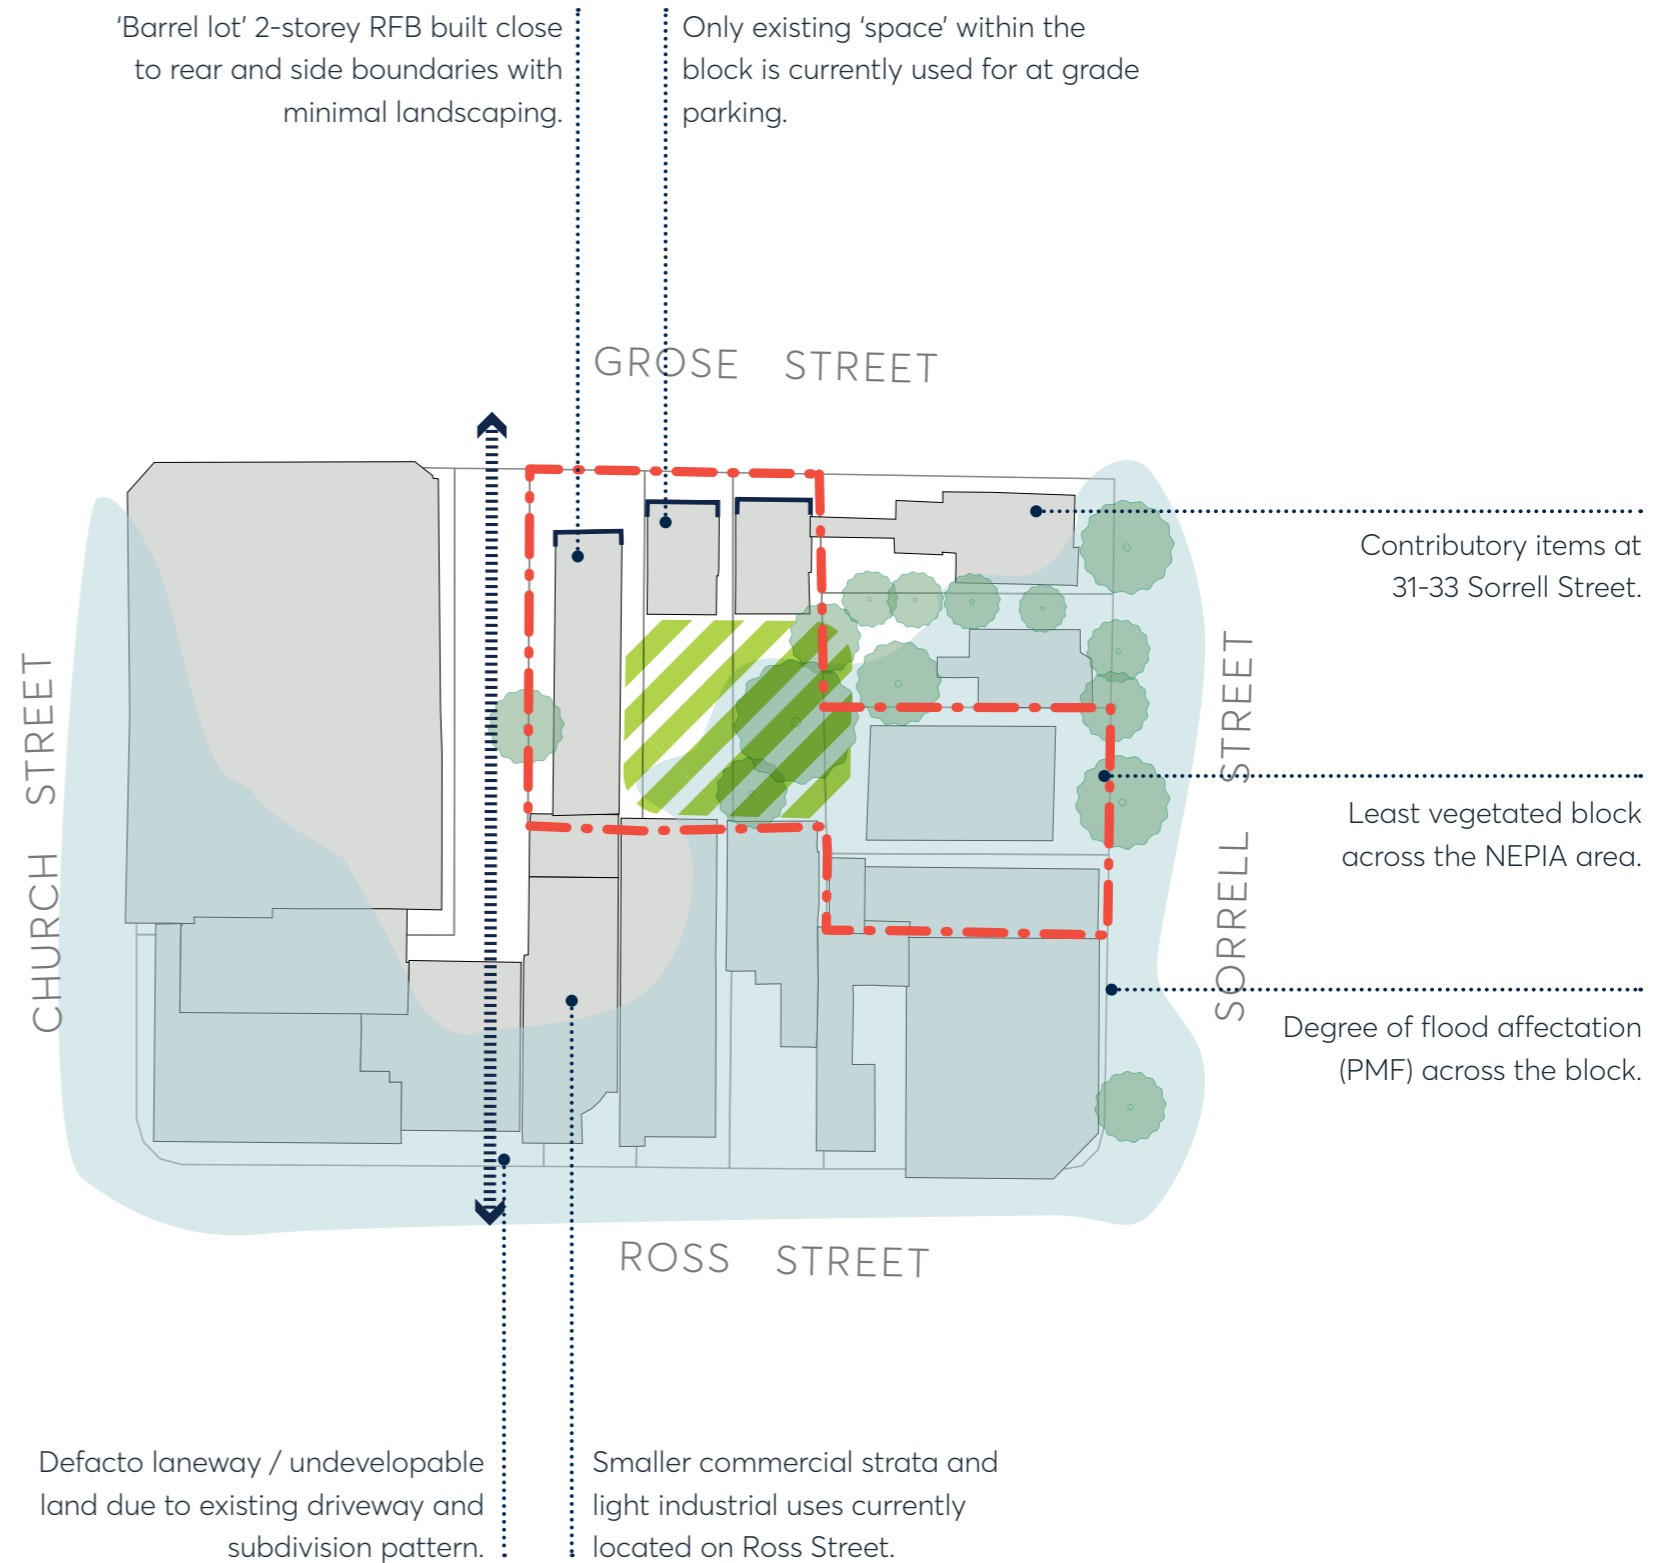 ‘Barrel lot’ 2-storey RFB built close
to rear and side boundaries with
minimal landscaping.
Only existing ‘space’ within the
block is currently used for at grade
parking.
GROSE STREET
Contributory items at
31-33 Sorrell Street.
CHURCH STREET
SORRELL STREET
Least vegetated block
across the NEPIA area.
Degree of flood affectation
(PMF) across the block.
ROSS STREET
Defacto laneway / undevelopable
land due to existing driveway and
subdivision pattern.
Smaller commercial strata and
light industrial uses currently
located on Ross Street.